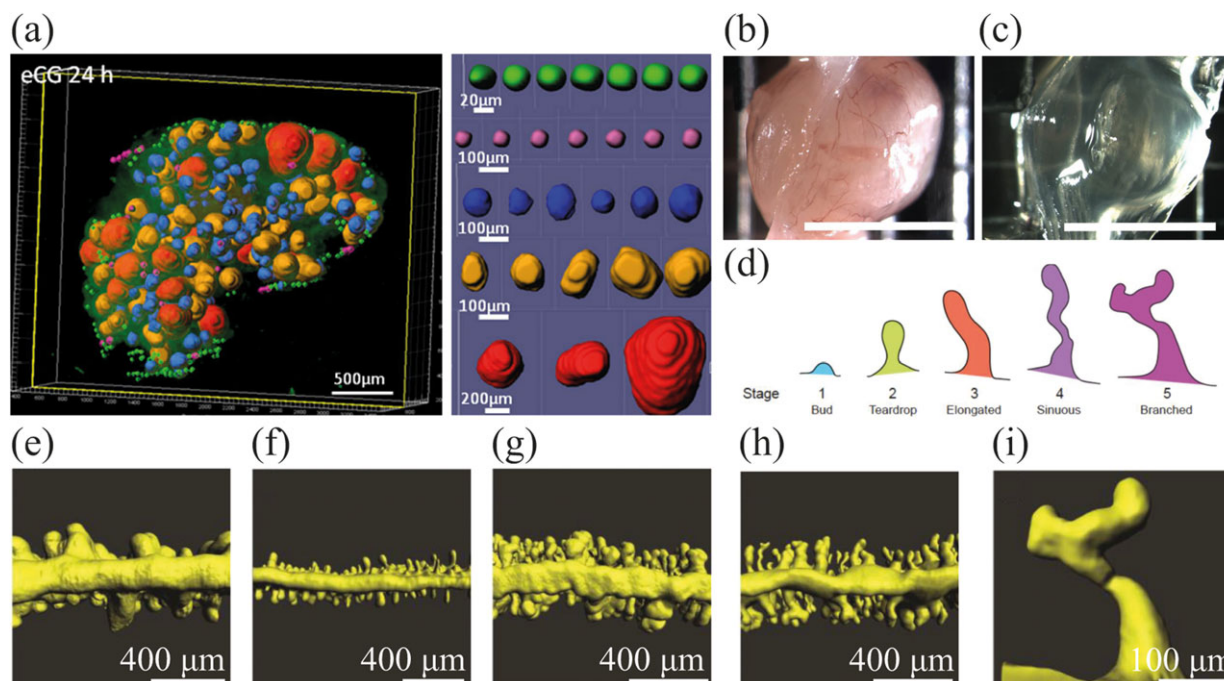 (a)
eCG 24 h
500μm
20μm
100μm
100μm
100μm
200μm
(b)
(c)
(d)
Stage 1 2 3 4 5
Bud Teardrop Elongated Sinuous Branched
(e)
(f)
(g)
(h)
(i)
400 μm
400 μm
400 μm
400 μm
100 μm